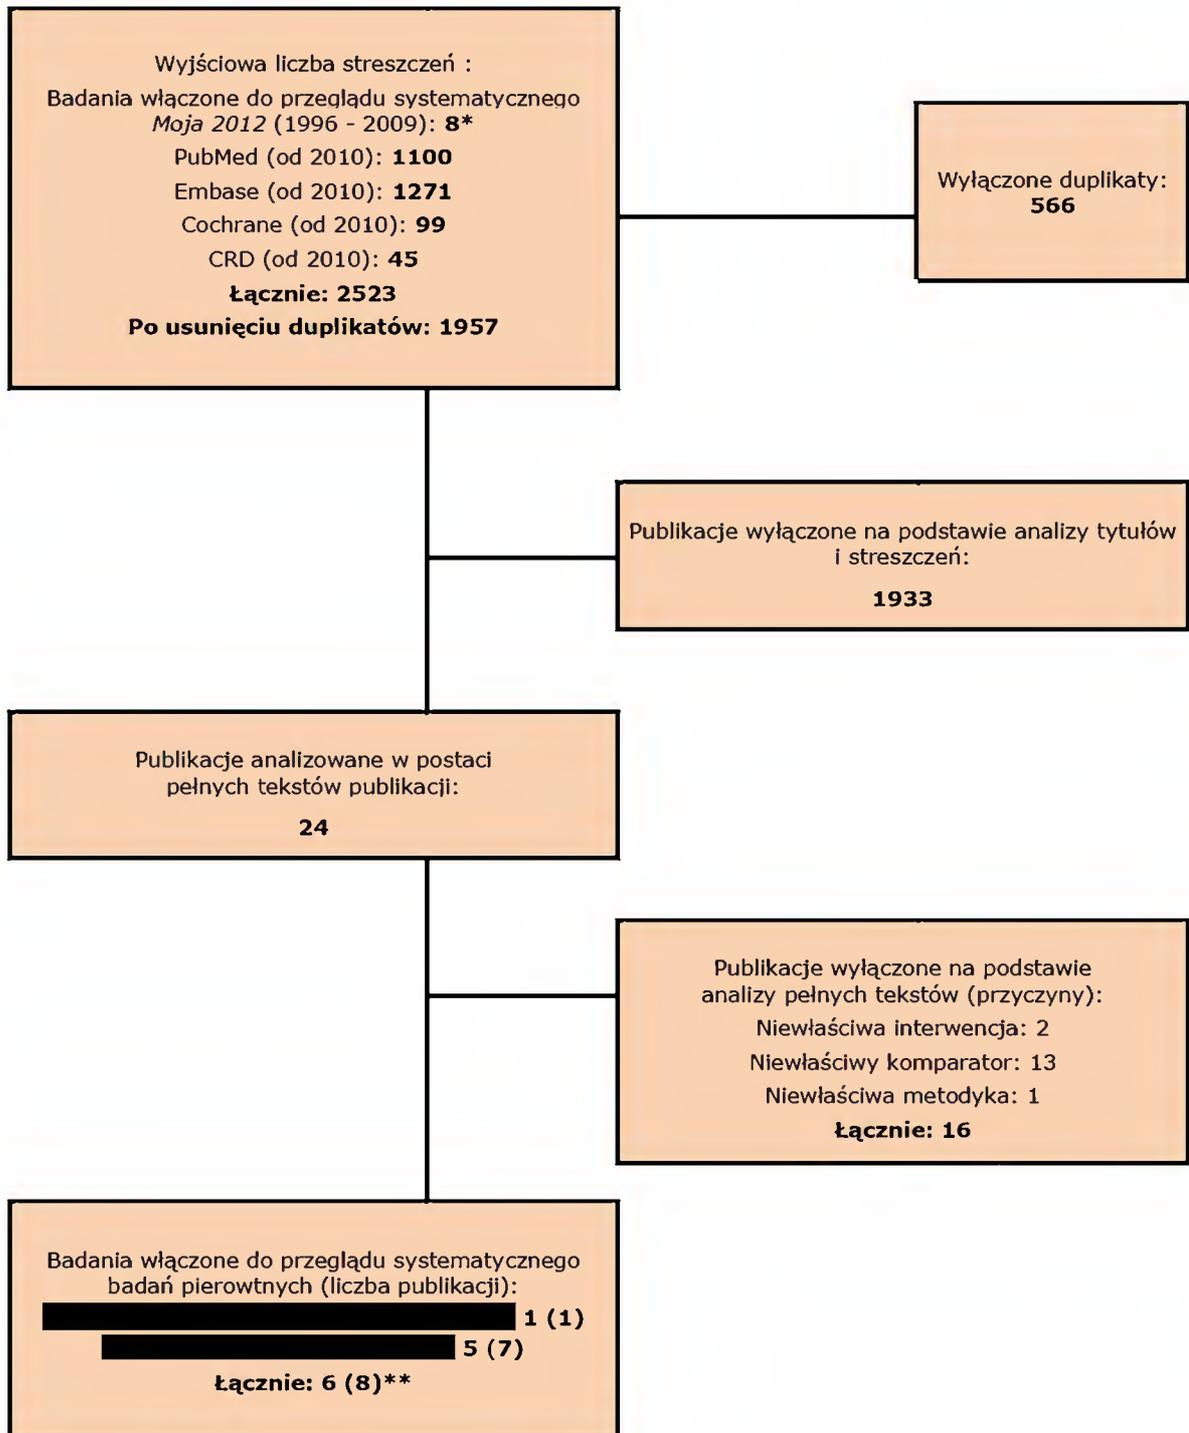 Wyjściowa liczba streszczeń :
Badania włączone do przeglądu systematycznego
Moja 2012 (1996 - 2009): 8*
PubMed (od 2010): 1100
Embase (od 2010): 1271
Cochrane (od 2010): 99
CRD (od 2010): 45
Łącznie: 2523
Po usunięciu duplikatów: 1957
Wyłączone duplikaty:
566
Publikacje wyłączone na podstawie analizy tytułów
i streszczeń:
1933
Publikacje analizowane w postaci
pełnych tekstów publikacji:
24
Publikacje wyłączone na podstawie
analizy pełnych tekstów (przyczyny):
Niewłaściwa interwencja: 2
Niewłaściwy komparator: 13
Niewłaściwa metodyka: 1
Łącznie: 16
Badania włączone do przeglądu systematycznego
badań pierowtnych (liczba publikacji):
1 (1)
5 (7)
Łącznie: 6 (8)**